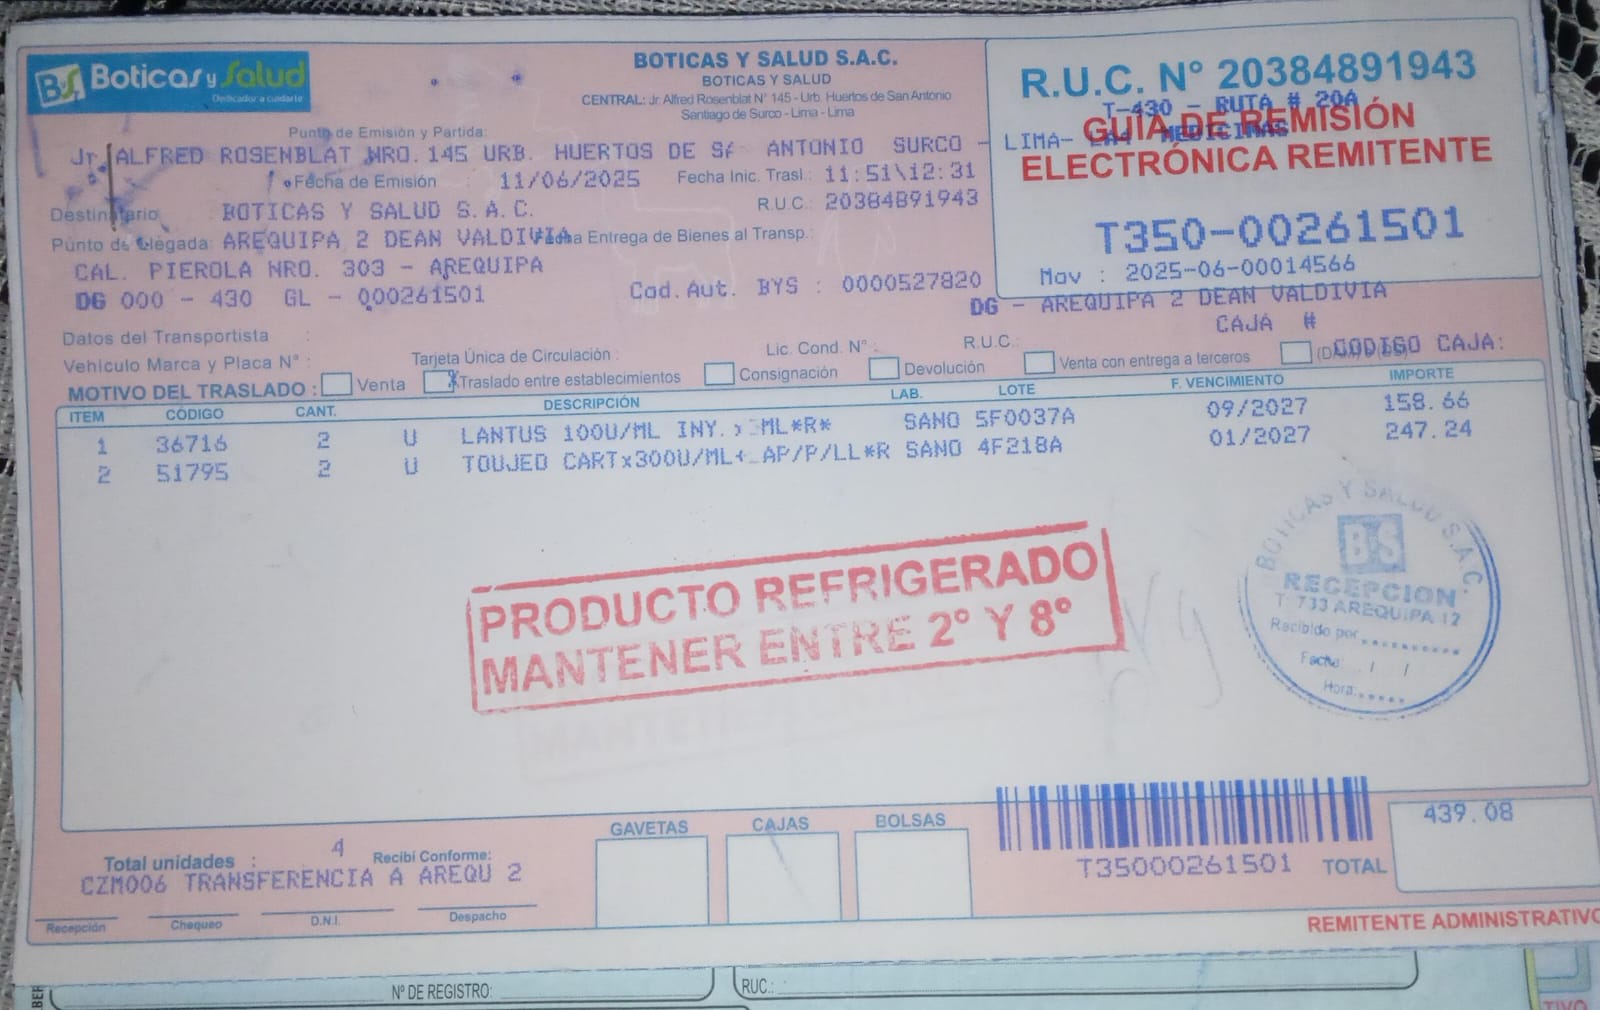 BS Boticas y Salud
Dedicados a cuidarte
BOTICAS Y SALUD S.A.C.
BOTICAS Y SALUD
CENTRAL: Jr. Alfred Rosenblat N° 145 - Urb. Huertos de San Antonio
Santiago de Surco - Lima - Lima
R.U.C. N° 20384891943
T-430 - RUTA # 20A
GUÍA DE REMISIÓN
LIMA- MEDICINAS
ELECTRÓNICA REMITENTE
T350-00261501
Mov : 2025-06-00014566
Punto de Emisión y Partida:
Jr. ALFRED ROSENBLAT NRO. 145 URB. HUERTOS DE ANTONIO SURCO -
Fecha de Emisión : 11/06/2025 Fecha Inic. Trasl.: 11:51\12:31
Destinatario BOTICAS Y SALUD S.A.C. R.U.C.: 20384891943
Punto de Llegada: AREQUIPA 2 DEAN VALDIVIA Fecha Entrega de Bienes al Transp.:
CAL. PIEROLA NRO. 303 - AREQUIPA
DG 000 - 430 GL - 000261501 Cod. Aut. BYS : 0000527820
DG - AREQUIPA 2 DEAN VALDIVIA
CAJA #
CODIGO CAJA:
Datos del Transportista :
Vehículo Marca y Placa N° : Tarjeta Única de Circulación : Lic. Cond. N° : R.U.C.:
MOTIVO DEL TRASLADO : Venta X Traslado entre establecimientos Consignación Devolución Venta con entrega a terceros
ITEM CÓDIGO CANT. DESCRIPCIÓN LAB. LOTE F. VENCIMIENTO IMPORTE
1 36716 2 U LANTUS 100U/ML INY. ML*R* SANO 5F0037A 09/2027 158.66
2 51795 2 U TOUJEO CARTx300U/ML+ AP/P/LL*R SANO 4F218A 01/2027 247.24
PRODUCTO REFRIGERADO
MANTENER ENTRE 2° Y 8°
BOTICAS Y SALUD S.A.C.
BS
RECEPCION
T 733 AREQUIPA 12
Recibido por
Fecha: / /
Hora:
GAVETAS CAJAS BOLSAS
T35000261501
TOTAL 439.08
Total unidades : 4 Recibí Conforme:
CZM006 TRANSFERENCIA A AREQU 2
Recepción Chequeo D.N.I. Despacho
REMITENTE ADMINISTRATIVO
N° DE REGISTRO:
RUC.: